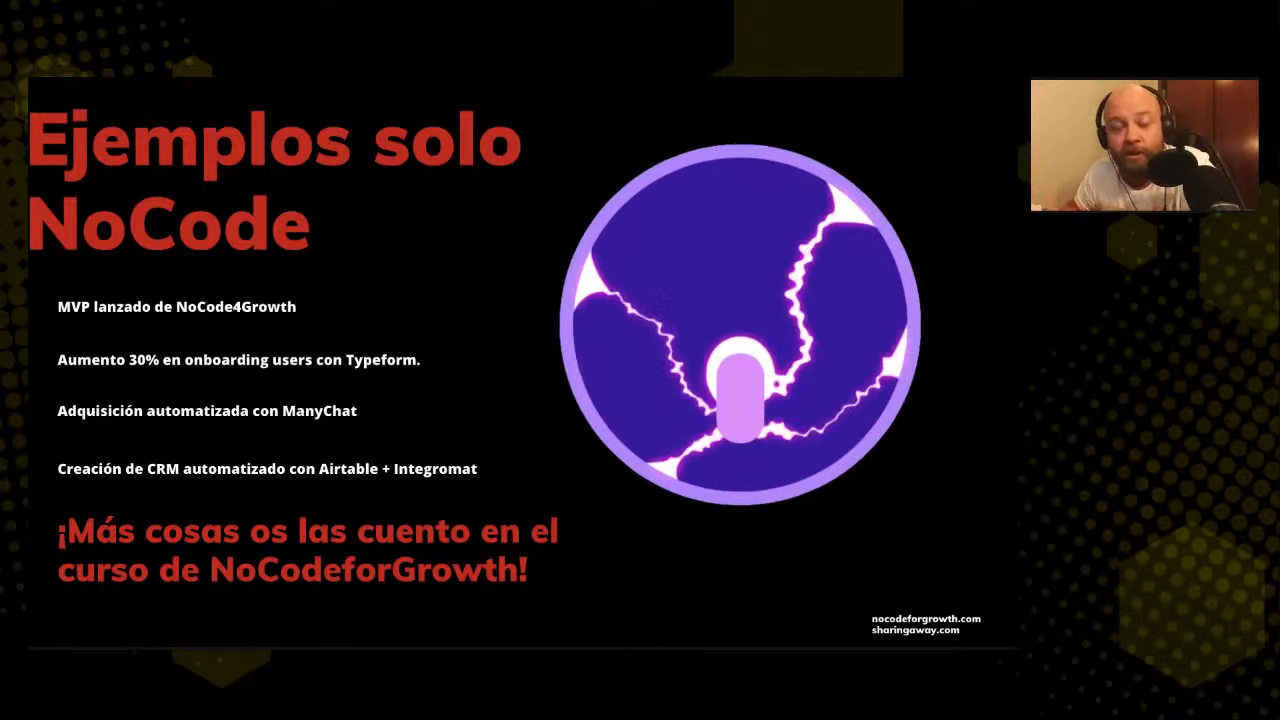 Ejemplos solo
NoCode
MVP lanzado de NoCode4Growth
Aumento 30% en onboarding users con Typeform.
Adquisición automatizada con ManyChat
Creación de CRM automatizado con Airtable + Integromat
¡Más cosas os las cuento en el
curso de NoCodeforGrowth!
nocodeforgrowth.com
sharingaway.com